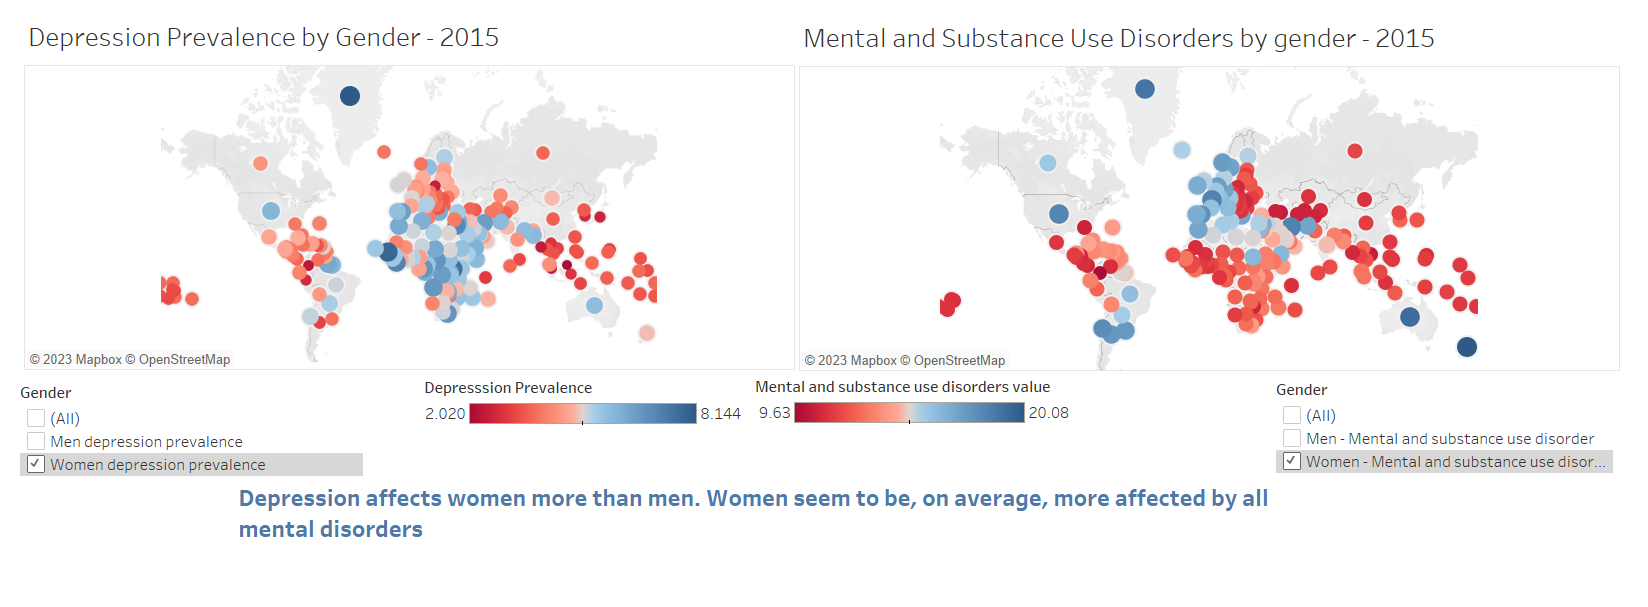 Depression Prevalence by Gender - 2015
Mental and Substance Use Disorders by gender - 2015
© 2023 Mapbox © OpenStreetMap
© 2023 Mapbox © OpenStreetMap
Gender
(All)
Men depression prevalence
Women depression prevalence
Depresssion Prevalence
2.020
8.144
Mental and substance use disorders value
9.63
20.08
Gender
(All)
Men - Mental and substance use disorder
Women - Mental and substance use disor...
Depression affects women more than men. Women seem to be, on average, more affected by all
mental disorders